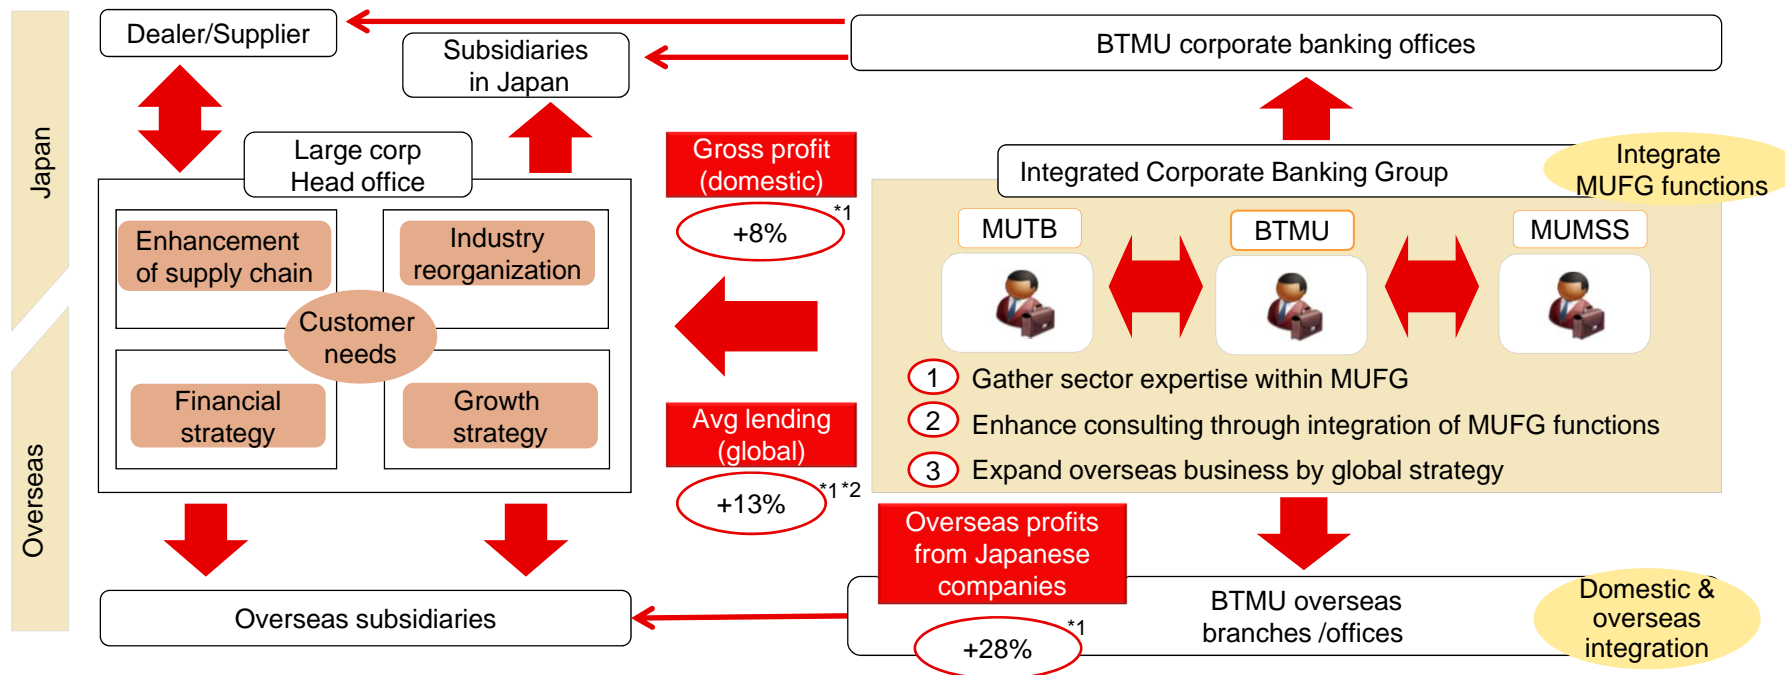 Japan
Overseas
Dealer/Supplier
Subsidiaries
in Japan
BTMU corporate banking offices
Large corp
Head office
Enhancement
of supply chain
Industry
reorganization
Customer
needs
Financial
strategy
Growth
strategy
Overseas subsidiaries
Gross profit
(domestic)
+8%
*1
Avg lending
(global)
+13%
*1 *2
Integrated Corporate Banking Group
Integrate
MUFG functions
MUTB
BTMU
MUMSS
1 Gather sector expertise within MUFG
2 Enhance consulting through integration of MUFG functions
3 Expand overseas business by global strategy
Overseas profits
from Japanese
companies
+28%
*1
BTMU overseas
branches /offices
Domestic &
overseas
integration